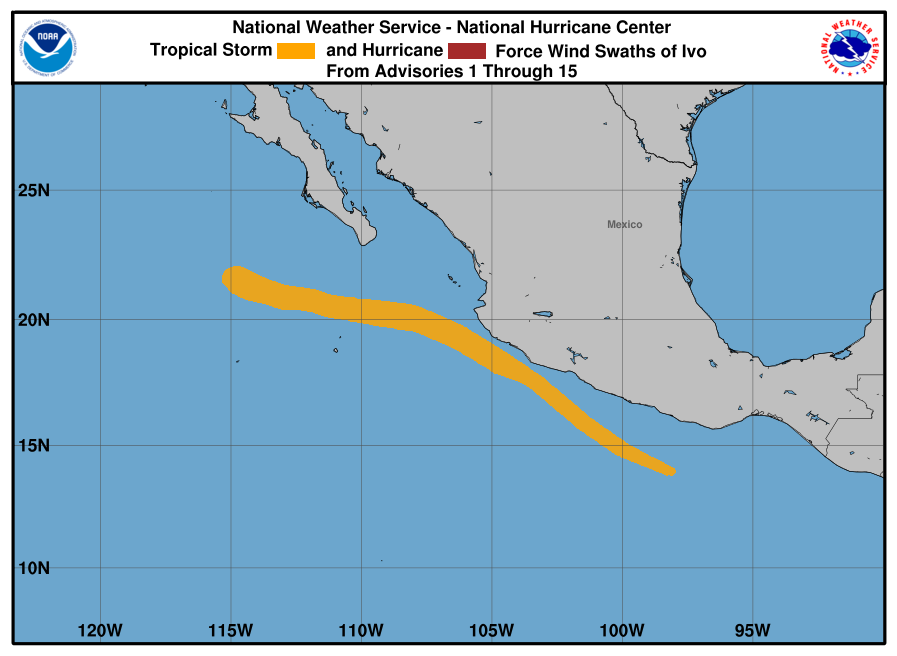 National Weather Service - National Hurricane Center
Tropical Storm and Hurricane Force Wind Swaths of Ivo
From Advisories 1 Through 15
NOAA
NATIONAL WEATHER SERVICE
25N
Mexico
20N
15N
10N
120W 115W 110W 105W 100W 95W